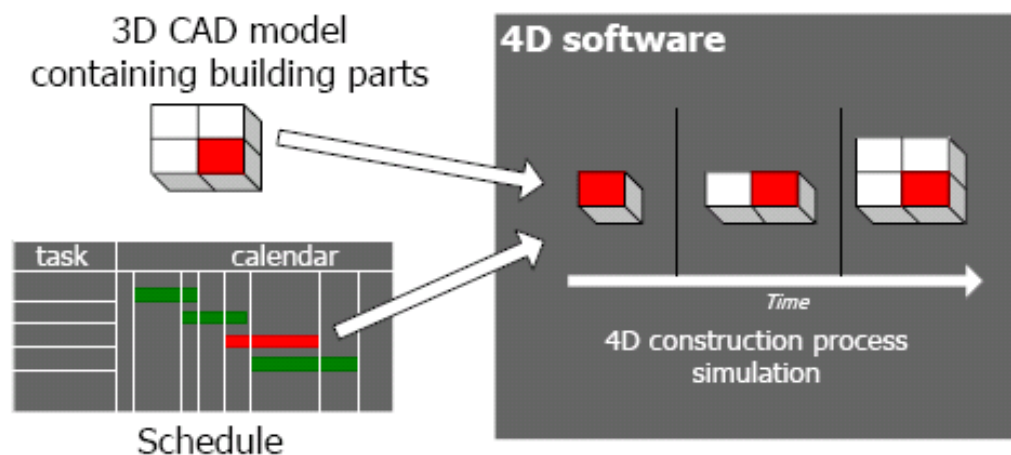 3D CAD model
containing building parts
4D software
task
calendar
Time
4D construction process
simulation
Schedule